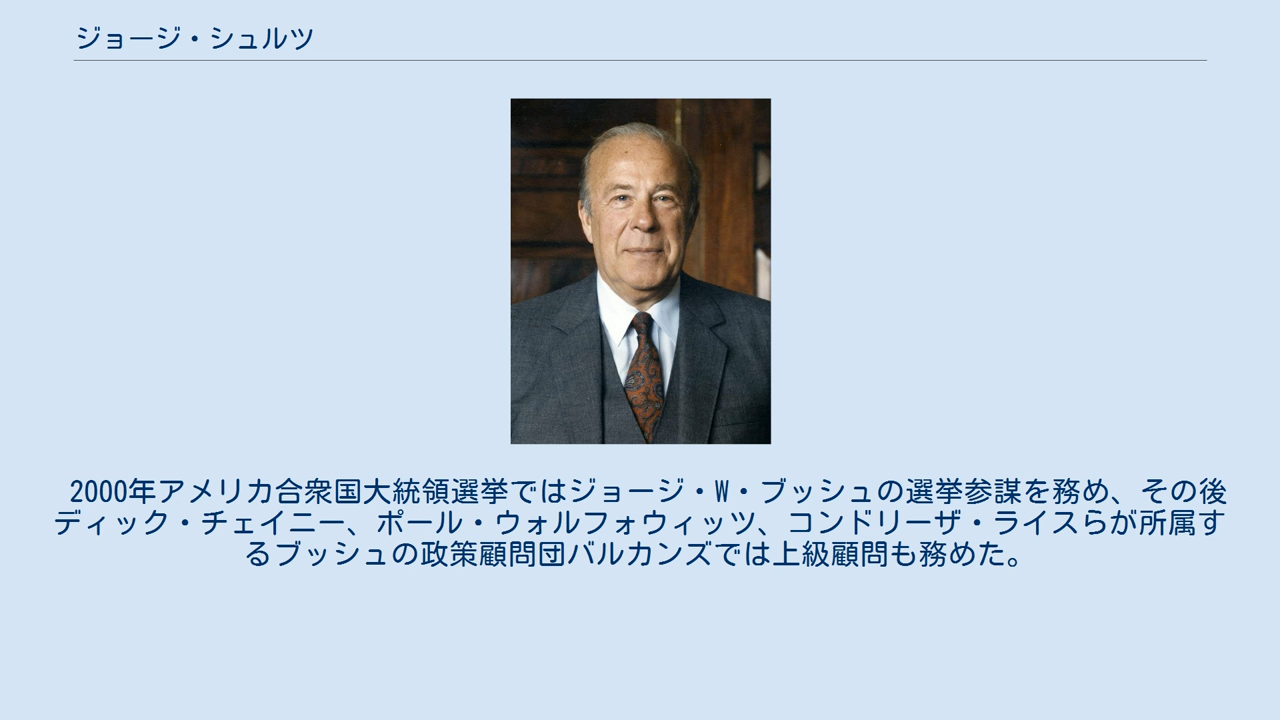 ジョージ・シュルツ
2000年アメリカ合衆国大統領選挙ではジョージ・W・ブッシュの選挙参謀を務め、その後
ディック・チェイニー、ポール・ウォルフォウィッツ、コンドリーザ・ライスらが所属す
るブッシュの政策顧問団バルカンズでは上級顧問も務めた。